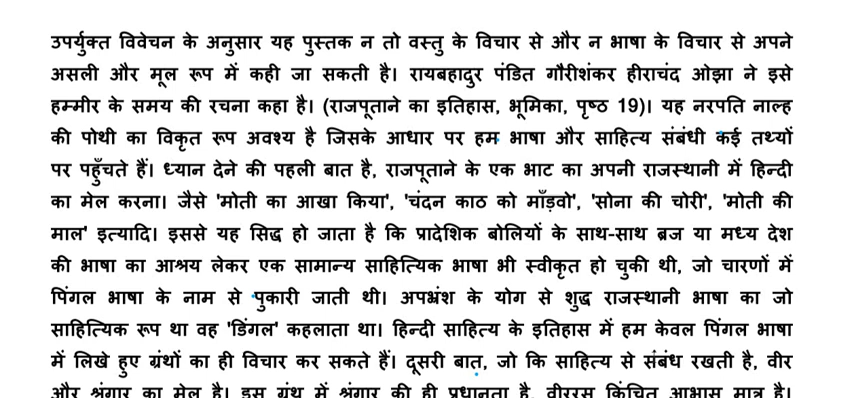 उपर्युक्त विवेचन के अनुसार यह पुस्तक न तो वस्तु के विचार से और न भाषा के विचार से अपने
असली और मूल रूप में कही जा सकती है। रायबहादुर पंडित गौरीशंकर हीराचंद ओझा ने इसे
हम्मीर के समय की रचना कहा है। (राजपूताने का इतिहास, भूमिका, पृष्ठ 19)। यह नरपति नाल्ह
की पोथी का विकृत रूप अवश्य है जिसके आधार पर हम भाषा और साहित्य संबंधी कई तथ्यों
पर पहुँचते हैं। ध्यान देने की पहली बात है, राजपूताने के एक भाट का अपनी राजस्थानी में हिन्दी
का मेल करना। जैसे 'मोती का आखा किया', 'चंदन काठ को माँड़वो', 'सोना की चोरी', 'मोती की
माल' इत्यादि। इससे यह सिद्ध हो जाता है कि प्रादेशिक बोलियों के साथ-साथ ब्रज या मध्य देश
की भाषा का आश्रय लेकर एक सामान्य साहित्यिक भाषा भी स्वीकृत हो चुकी थी, जो चारणों में
पिंगल भाषा के नाम से पुकारी जाती थी। अपभ्रंश के योग से शुद्ध राजस्थानी भाषा का जो
साहित्यिक रूप था वह 'डिंगल' कहलाता था। हिन्दी साहित्य के इतिहास में हम केवल पिंगल भाषा
में लिखे हुए ग्रंथों का ही विचार कर सकते हैं। दूसरी बात, जो कि साहित्य से संबंध रखती है, वीर
और श्रृंगार का मेल है। इस ग्रंथ में श्रृंगार की ही प्रधानता है, वीररस किंचित आभास मात्र है।